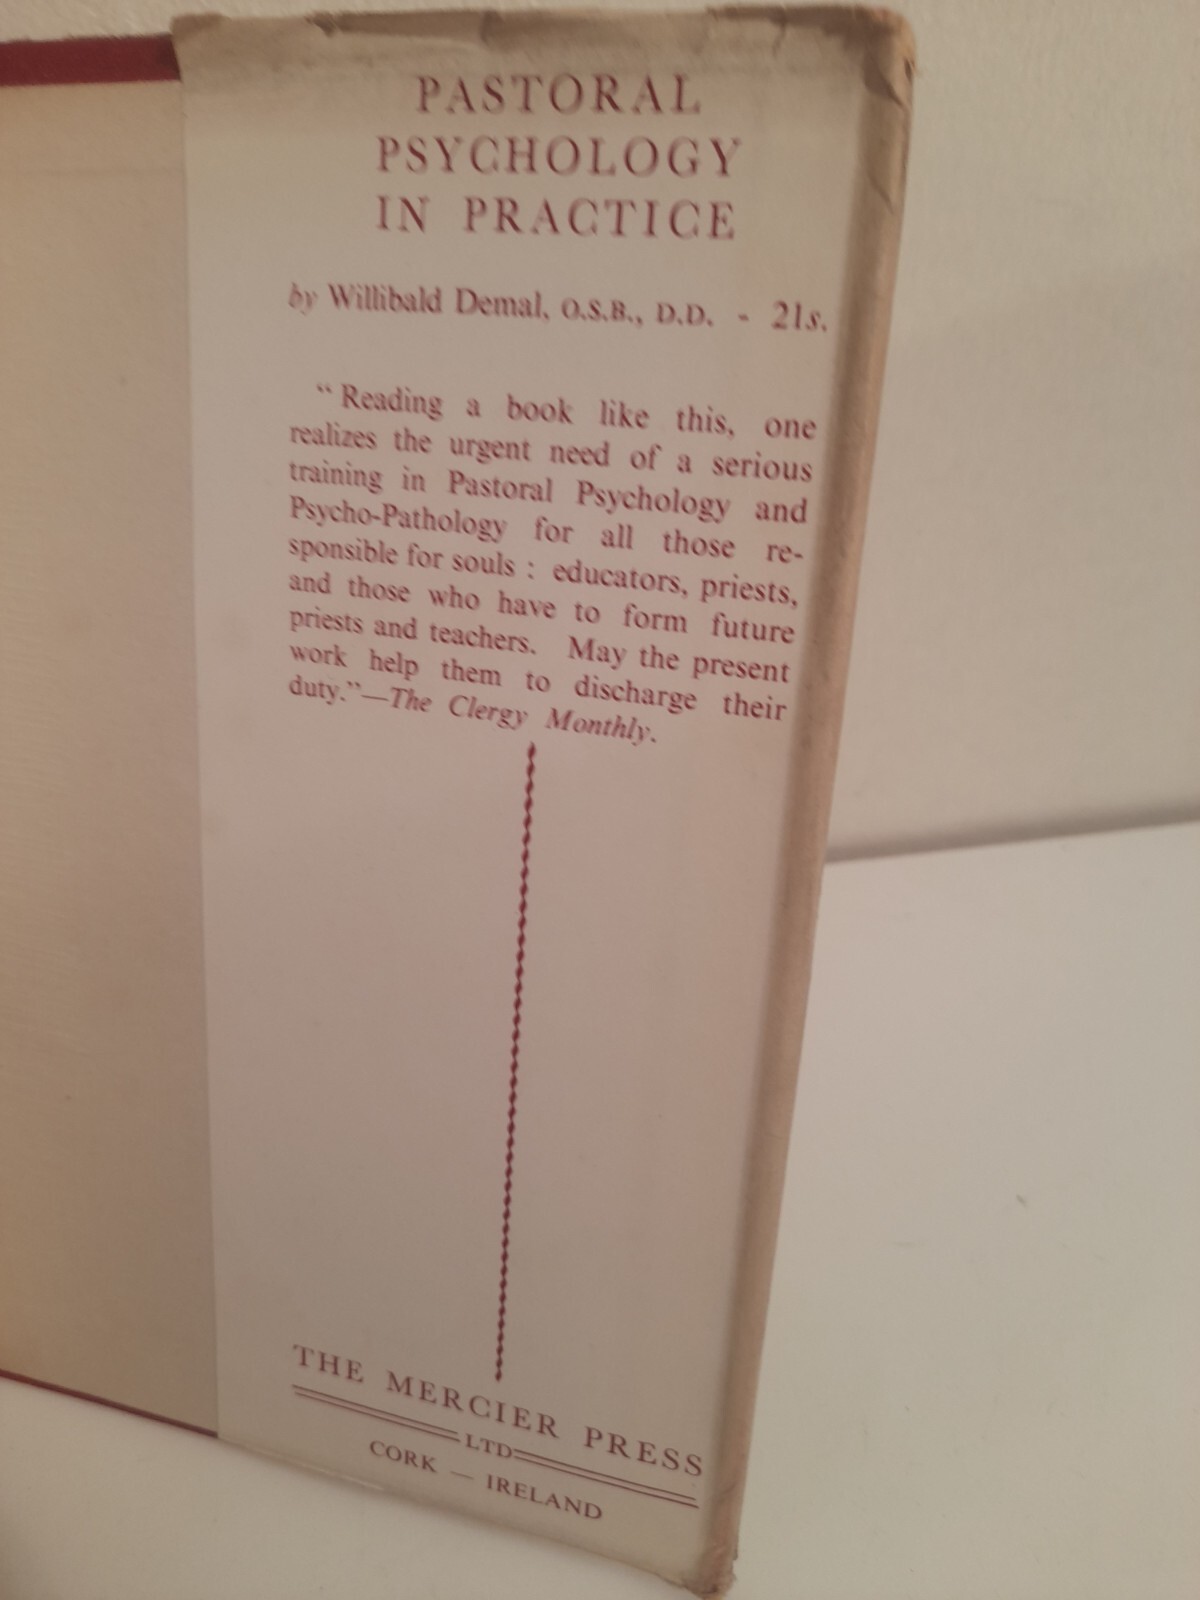 PASTORAL
PSYCHOLOGY
IN PRACTICE
by Willibald Demal, O.S.B., D.D. - 21s.
“Reading a book like this, one
realizes the urgent need of a serious
training in Pastoral Psychology and
Psycho-Pathology for all those re-
sponsible for souls : educators, priests,
and those who have to form future
priests and teachers. May the present
work help them to discharge their
duty.”—The Clergy Monthly.
THE MERCIER PRESS
LTD
CORK — IRELAND